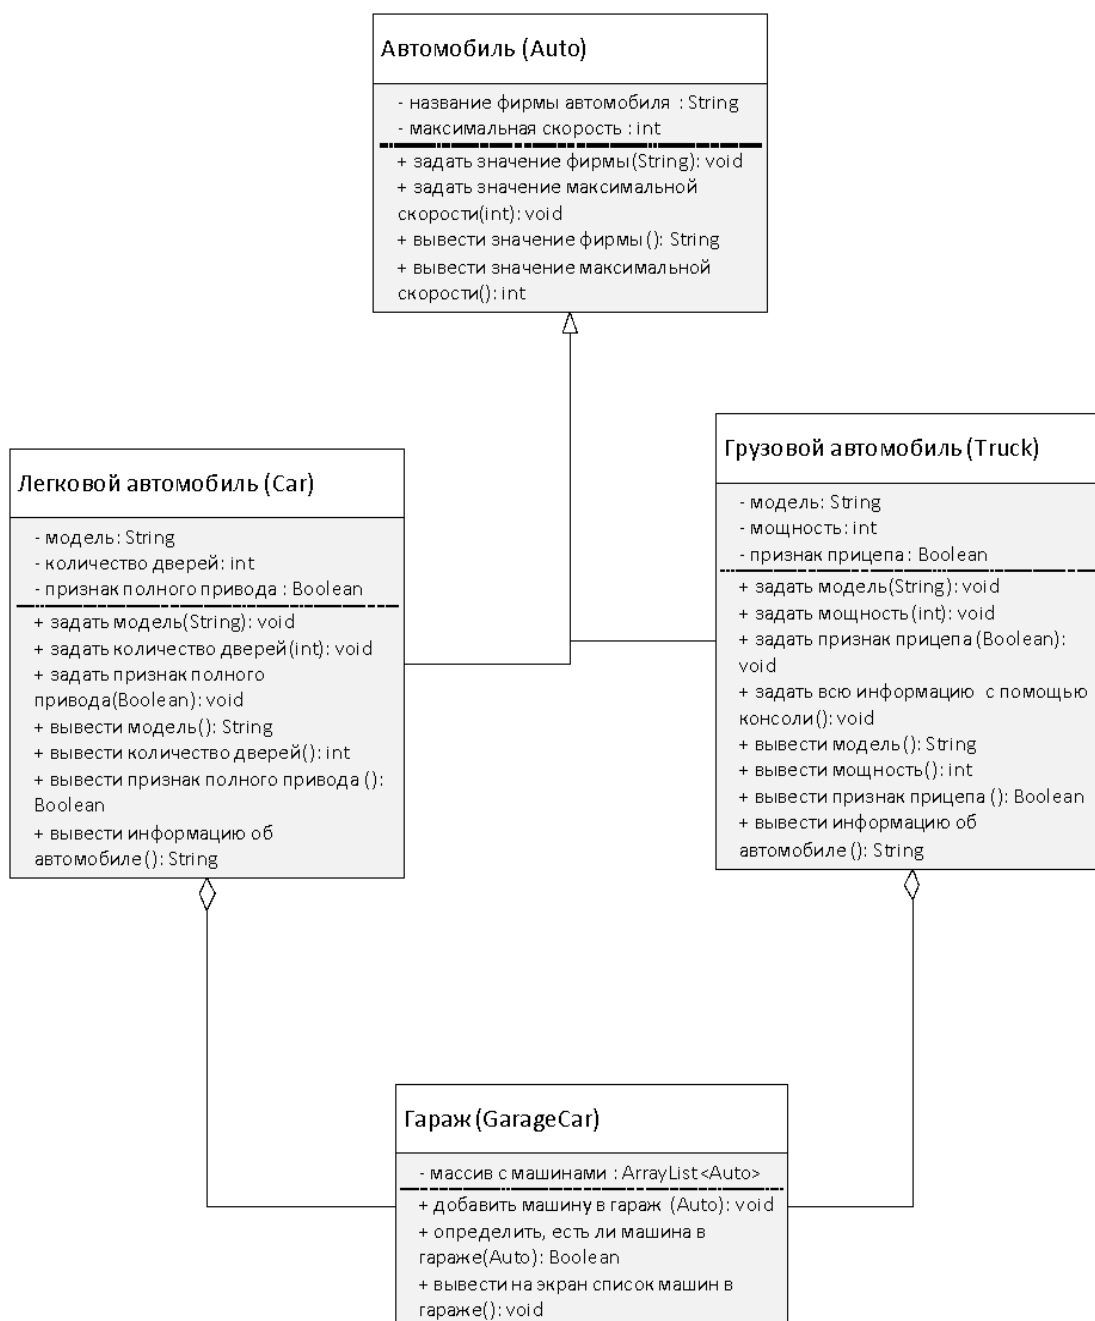 Автомобиль (Auto)
- название фирмы автомобиля : String
- максимальная скорость : int
+ задать значение фирмы(String): void
+ задать значение максимальной
скорости(int): void
+ вывести значение фирмы(): String
+ вывести значение максимальной
скорости(): int
Легковой автомобиль (Car)
- модель: String
- количество дверей: int
- признак полного привода : Boolean
+ задать модель(String): void
+ задать количество дверей(int): void
+ задать признак полного
привода(Boolean): void
+ вывести модель(): String
+ вывести количество дверей(): int
+ вывести признак полного привода ():
Boolean
+ вывести информацию об
автомобиле(): String
Грузовой автомобиль (Truck)
- модель: String
- мощность: int
- признак прицепа: Boolean
+ задать модель(String): void
+ задать мощность(int): void
+ задать признак прицепа (Boolean):
void
+ задать всю информацию с помощью
консоли(): void
+ вывести модель(): String
+ вывести мощность(): int
+ вывести признак прицепа (): Boolean
+ вывести информацию об
автомобиле(): String
Гараж (GarageCar)
- массив с машинами : ArrayList<Auto>
+ добавить машину в гараж (Auto): void
+ определить, есть ли машина в
гараже(Auto): Boolean
+ вывести на экран список машин в
гараже(): void